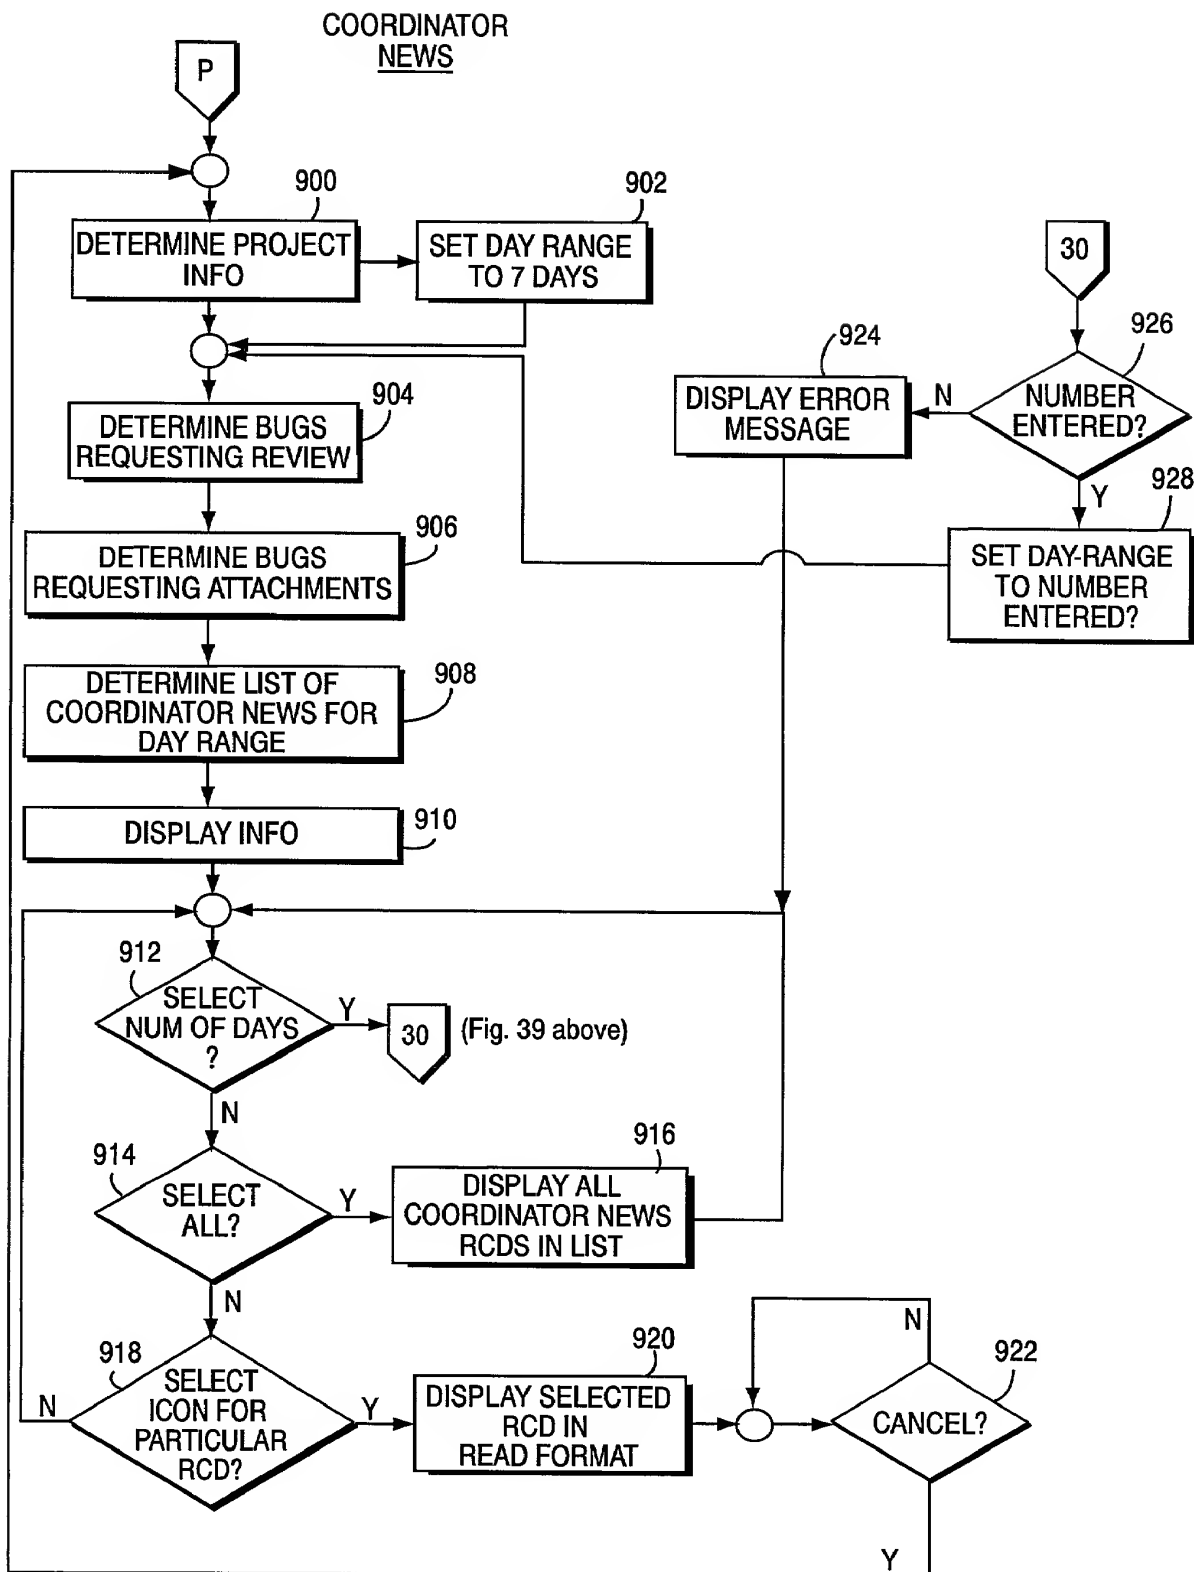 COORDINATOR
NEWS
P
900
DETERMINE PROJECT
INFO
902
SET DAY RANGE
TO 7 DAYS
30
926
NUMBER
ENTERED?
N
Y
924
DISPLAY ERROR
MESSAGE
928
SET DAY-RANGE
TO NUMBER
ENTERED?
904
DETERMINE BUGS
REQUESTING REVIEW
906
DETERMINE BUGS
REQUESTING ATTACHMENTS
908
DETERMINE LIST OF
COORDINATOR NEWS FOR
DAY RANGE
910
DISPLAY INFO
912
SELECT
NUM OF DAYS
?
Y
30
(Fig. 39 above)
N
914
SELECT
ALL?
Y
916
DISPLAY ALL
COORDINATOR NEWS
RCDS IN LIST
N
918
SELECT
ICON FOR
PARTICULAR
RCD?
N
Y
920
DISPLAY SELECTED
RCD IN
READ FORMAT
922
CANCEL?
N
Y